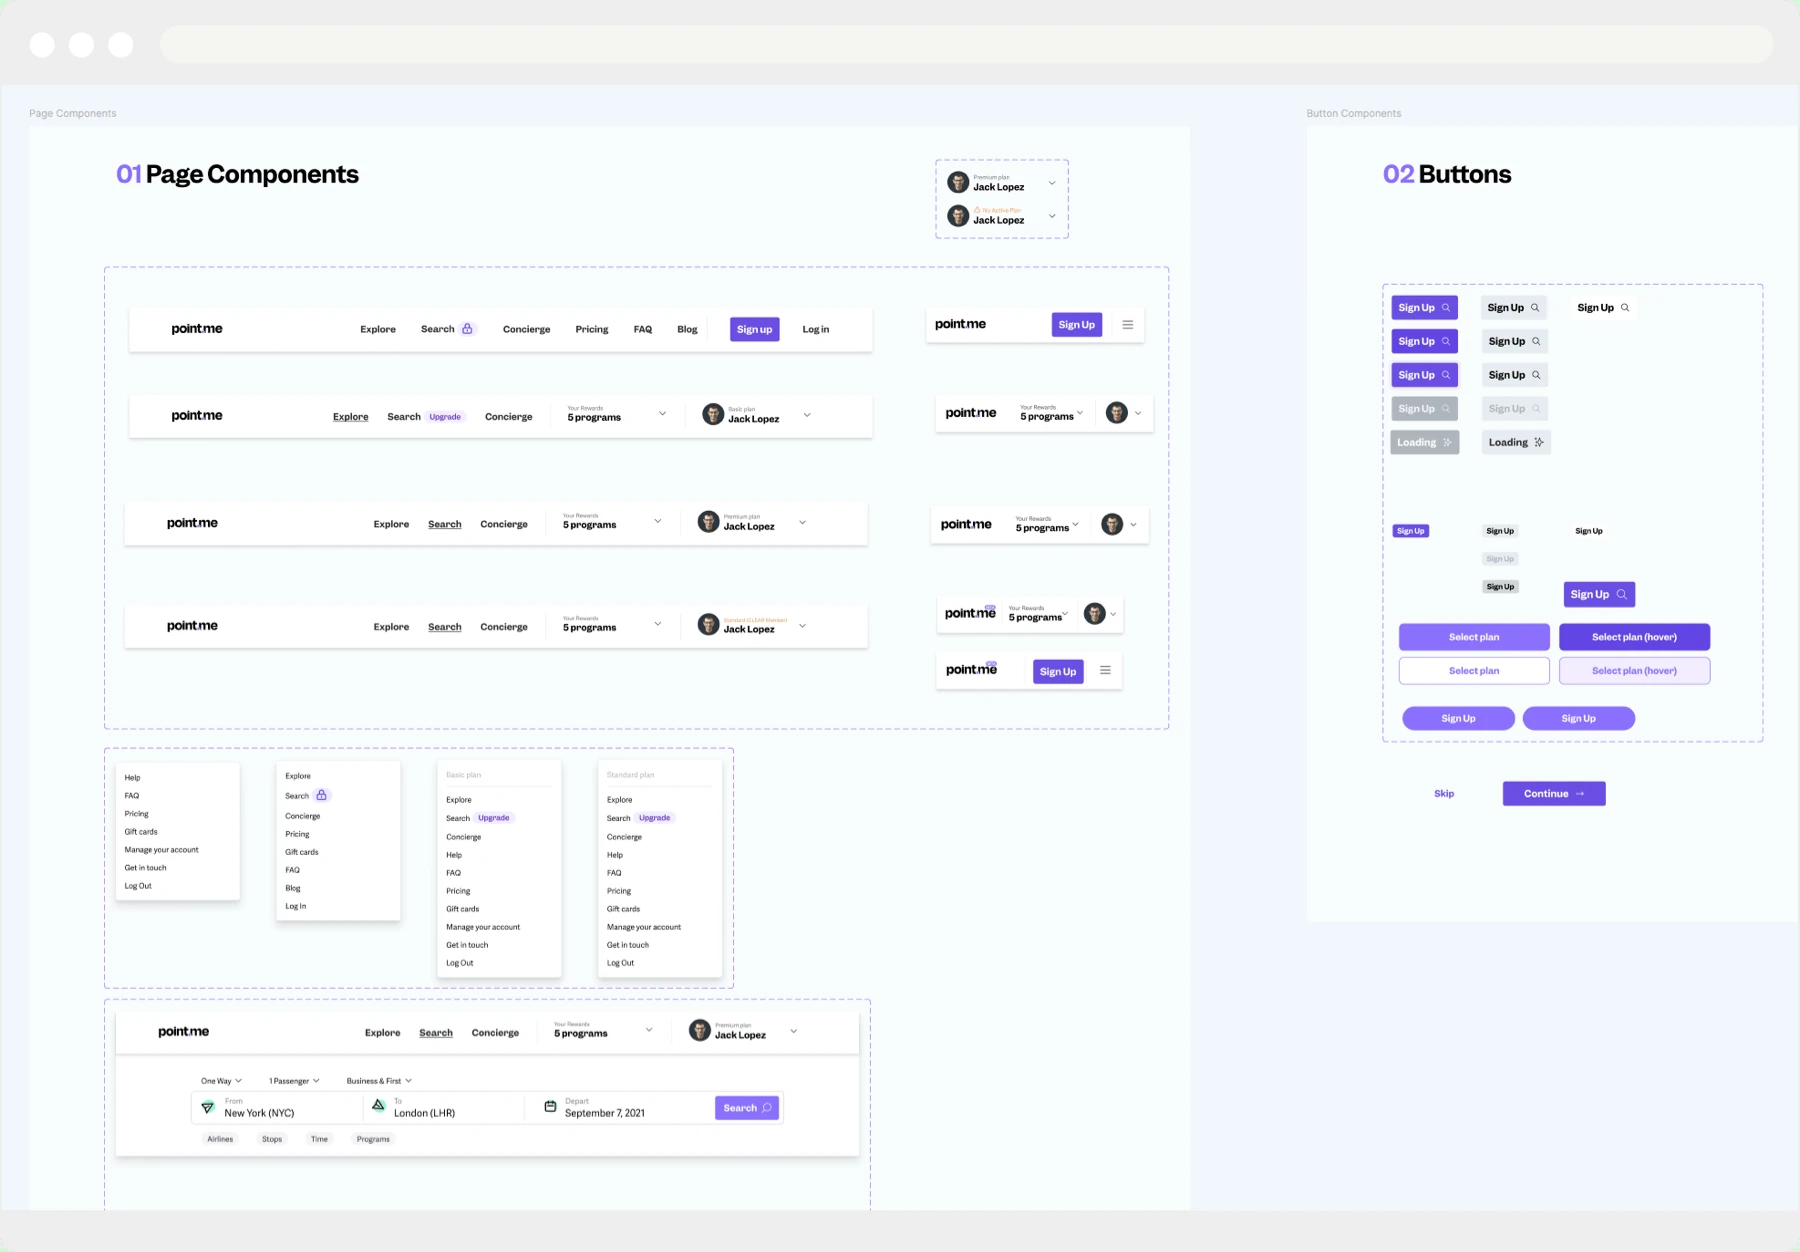 Page Components
Button Components
01 Page Components
02 Buttons
Premium plan
Jack Lopez
No Active Plan
Jack Lopez
point.me Explore Search Concierge Pricing FAQ Blog Sign up Log in
point.me Sign Up
point.me Explore Search Upgrade Concierge Your Rewards 5 programs Basic plan Jack Lopez
point.me Your Rewards 5 programs
point.me Explore Search Concierge Your Rewards 5 programs Premium plan Jack Lopez
point.me Your Rewards 5 programs
point.me Explore Search Concierge Your Rewards 5 programs Standard (CLEAR Member) Jack Lopez
point.me Your Rewards 5 programs
point.me Sign Up
Help
FAQ
Pricing
Gift cards
Manage your account
Get in touch
Log Out
Explore
Search
Concierge
Pricing
Gift cards
FAQ
Blog
Log In
Basic plan
Explore
Search Upgrade
Concierge
Help
FAQ
Pricing
Gift cards
Manage your account
Get in touch
Log Out
Standard plan
Explore
Search Upgrade
Concierge
Help
FAQ
Pricing
Gift cards
Manage your account
Get in touch
Log Out
point.me Explore Search Concierge Your Rewards 5 programs Premium plan Jack Lopez
One Way 1 Passenger Business & First
From To Depart
New York (NYC) London (LHR) September 7, 2021 Search
Airlines Stops Time Programs
Sign Up Sign Up Sign Up
Sign Up Sign Up
Sign Up Sign Up
Sign Up Sign Up
Loading Loading
Sign Up Sign Up Sign Up
Sign Up
Sign Up
Sign Up
Select plan Select plan (hover)
Select plan Select plan (hover)
Sign Up Sign Up
Skip Continue →